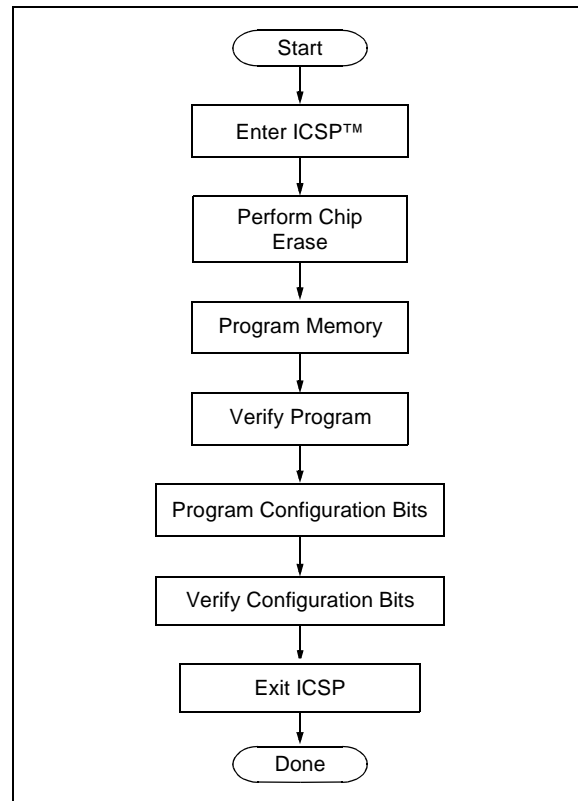 Start
Enter ICSP™
Perform Chip
Erase
Program Memory
Verify Program
Program Configuration Bits
Verify Configuration Bits
Exit ICSP
Done